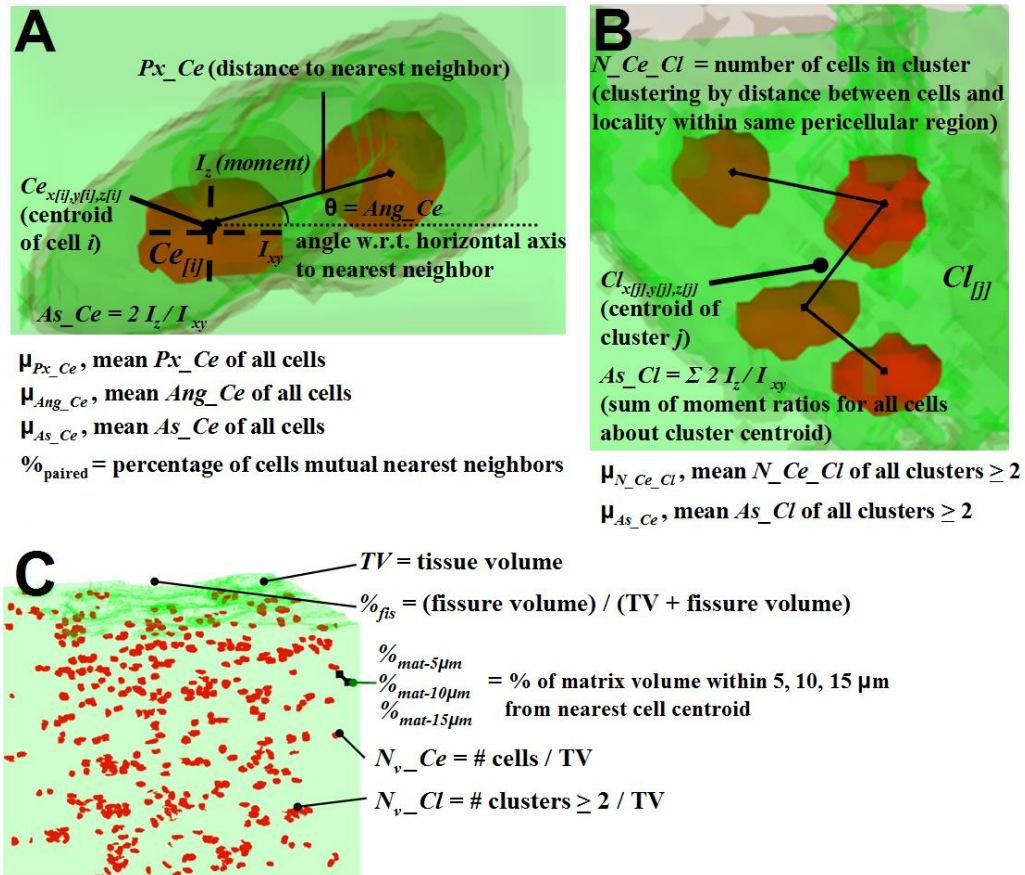 A
Px_Ce (distance to nearest neighbor)
I_z (moment)
Ce_x[i],y[i],z[i]
(centroid
of cell i)
θ = Ang_Ce
Ce_[i]
I_xy
angle w.r.t. horizontal axis
to nearest neighbor
As_Ce = 2 I_z / I_xy
μ_Px_Ce , mean Px_Ce of all cells
μ_Ang_Ce , mean Ang_Ce of all cells
μ_As_Ce , mean As_Ce of all cells
%_paired = percentage of cells mutual nearest neighbors
B
N_Ce_Cl = number of cells in cluster
(clustering by distance between cells and
locality within same pericellular region)
Cl_x[j],y[j],z[j]
(centroid of
cluster j)
Cl_[j]
As_Cl = Σ 2 I_z / I_xy
(sum of moment ratios for all cells
about cluster centroid)
μ_N_Ce_Cl , mean N_Ce_Cl of all clusters ≥ 2
μ_As_Ce , mean As_Cl of all clusters ≥ 2
C
TV = tissue volume
%_fis = (fissure volume) / (TV + fissure volume)
%_mat-5μm
%_mat-10μm = % of matrix volume within 5, 10, 15 μm
%_mat-15μm from nearest cell centroid
N_v_Ce = # cells / TV
N_v_Cl = # clusters ≥ 2 / TV